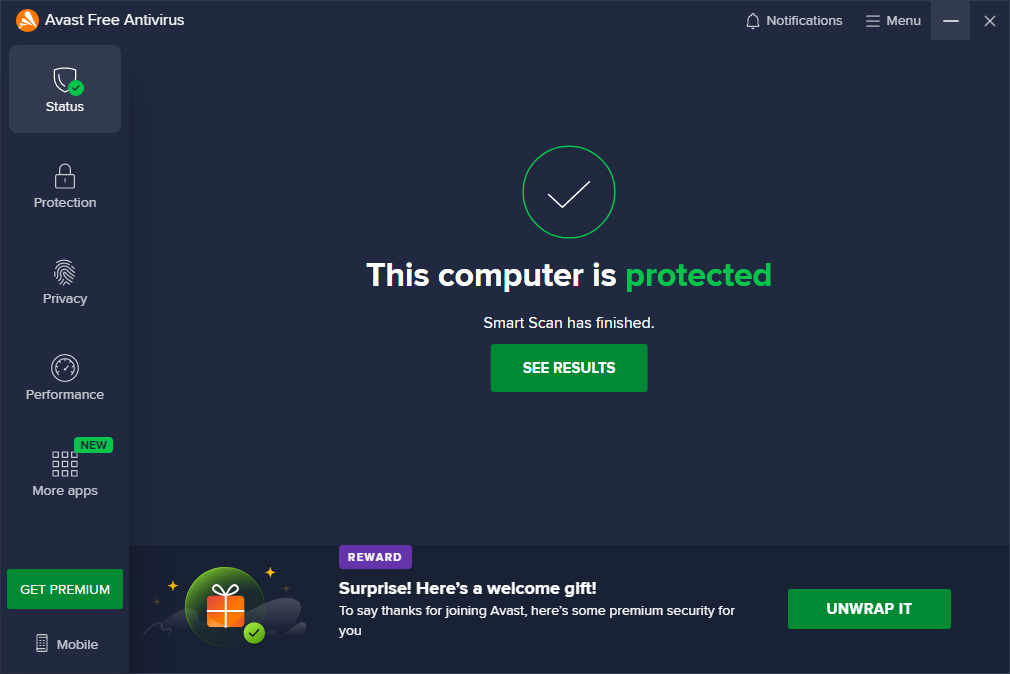 Avast Free Antivirus
Notifications
Menu
Status
Protection
Privacy
Performance
NEW
More apps
GET PREMIUM
Mobile
This computer is protected
Smart Scan has finished.
SEE RESULTS
REWARD
Surprise! Here’s a welcome gift!
To say thanks for joining Avast, here’s some premium security for
you
UNWRAP IT